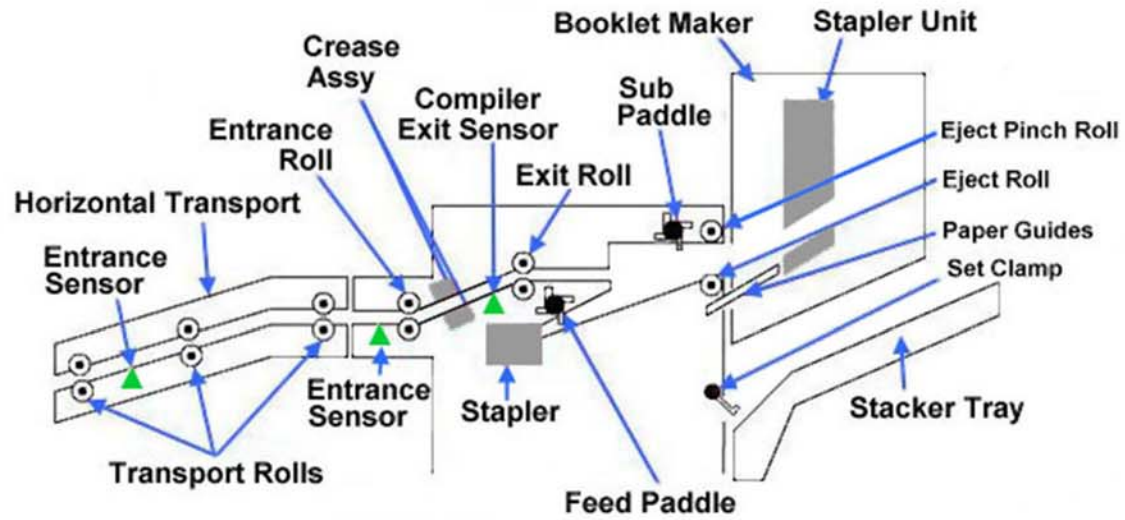 Booklet Maker
Stapler Unit
Crease
Assy
Compiler
Exit Sensor
Sub
Paddle
Entrance
Roll
Eject Pinch Roll
Exit Roll
Eject Roll
Horizontal Transport
Paper Guides
Entrance
Sensor
Set Clamp
Entrance
Sensor
Stapler
Stacker Tray
Transport Rolls
Feed Paddle